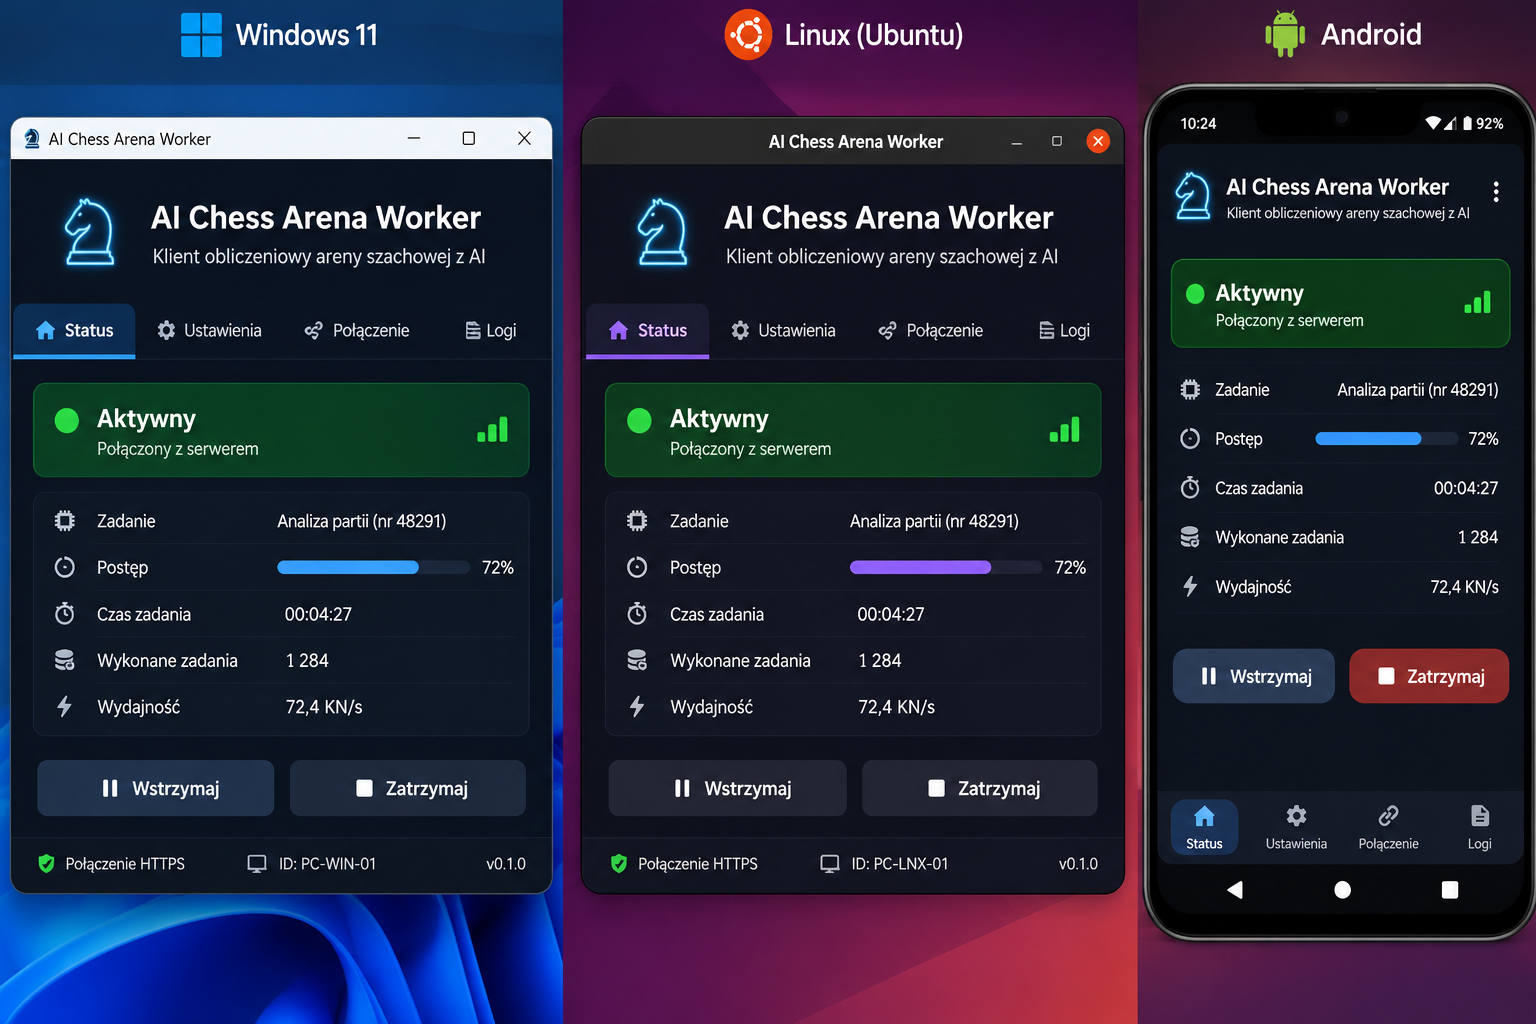 Windows 11
AI Chess Arena Worker
AI Chess Arena Worker
Klient obliczeniowy areny szachowej z AI
Status
Ustawienia
Połączenie
Logi
Aktywny
Połączony z serwerem
Zadanie
Analiza partii (nr 48291)
Postęp
72%
Czas zadania
00:04:27
Wykonane zadania
1 284
Wydajność
72,4 KN/s
Wstrzymaj
Zatrzymaj
Połączenie HTTPS
ID: PC-WIN-01
v0.1.0
Linux (Ubuntu)
AI Chess Arena Worker
AI Chess Arena Worker
Klient obliczeniowy areny szachowej z AI
Status
Ustawienia
Połączenie
Logi
Aktywny
Połączony z serwerem
Zadanie
Analiza partii (nr 48291)
Postęp
72%
Czas zadania
00:04:27
Wykonane zadania
1 284
Wydajność
72,4 KN/s
Wstrzymaj
Zatrzymaj
Połączenie HTTPS
ID: PC-LNX-01
v0.1.0
Android
10:24
92%
AI Chess Arena Worker
Klient obliczeniowy areny szachowej z AI
Aktywny
Połączony z serwerem
Zadanie
Analiza partii (nr 48291)
Postęp
72%
Czas zadania
00:04:27
Wykonane zadania
1 284
Wydajność
72,4 KN/s
Wstrzymaj
Zatrzymaj
Status
Ustawienia
Połączenie
Logi